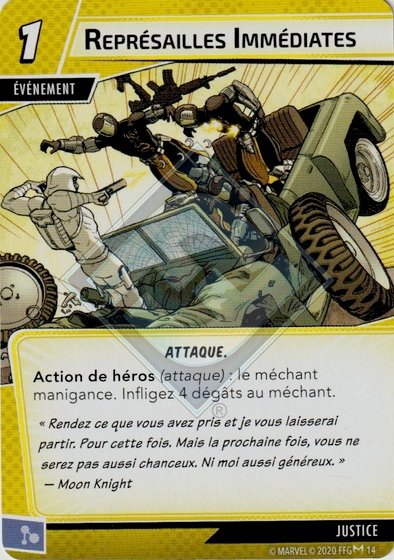 1
REPRÉSAILLES IMMÉDIATES
ÉVÉNEMENT
ATTAQUE.
Action de héros (attaque) : le méchant
manigance. Infligez 4 dégâts au méchant.
« Rendez ce que vous avez pris et je vous laisserai
partir. Pour cette fois. Mais la prochaine fois, vous ne
serez pas aussi chanceux. Ni moi aussi généreux. »
— Moon Knight
®
JUSTICE
© MARVEL © 2020 FFG 14